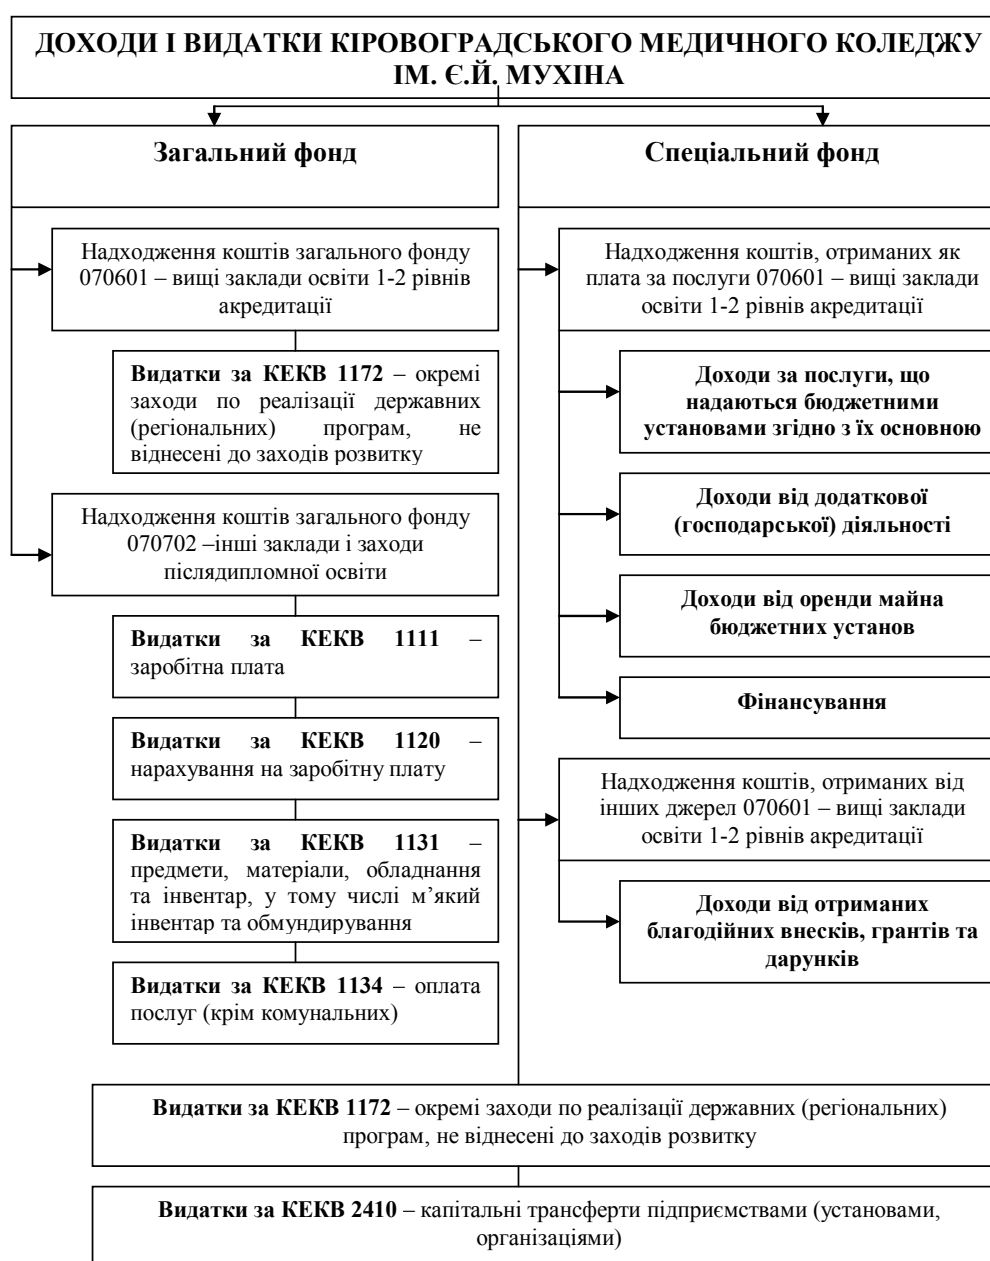 ДОХОДИ І ВИДАТКИ КІРОВОГРАДСЬКОГО МЕДИЧНОГО КОЛЕДЖУ
ІМ. Є.Й. МУХІНА
Загальний фонд
Надходження коштів загального фонду
070601 – вищі заклади освіти 1-2 рівнів
акредитації
Видатки за КЕКВ 1172 – окремі
заходи по реалізації державних
(регіональних) програм, не
віднесені до заходів розвитку
Надходження коштів загального фонду
070702 –інші заклади і заходи
післядипломної освіти
Видатки за КЕКВ 1111 –
заробітна плата
Видатки за КЕКВ 1120 –
нарахування на заробітну плату
Видатки за КЕКВ 1131 –
предмети, матеріали, обладнання
та інвентар, у тому числі м’який
інвентар та обмундирування
Видатки за КЕКВ 1134 – оплата
послуг (крім комунальних)
Спеціальний фонд
Надходження коштів, отриманих як
плата за послуги 070601 – вищі заклади
освіти 1-2 рівнів акредитації
Доходи за послуги, що
надаються бюджетними
установами згідно з їх основною
Доходи від додаткової
(господарської) діяльності
Доходи від оренди майна
бюджетних установ
Фінансування
Надходження коштів, отриманих від
інших джерел 070601 – вищі заклади
освіти 1-2 рівнів акредитації
Доходи від отриманих
благодійних внесків, грантів та
дарунків
Видатки за КЕКВ 1172 – окремі заходи по реалізації державних (регіональних)
програм, не віднесені до заходів розвитку
Видатки за КЕКВ 2410 – капітальні трансферти підприємствами (установами,
організаціями)